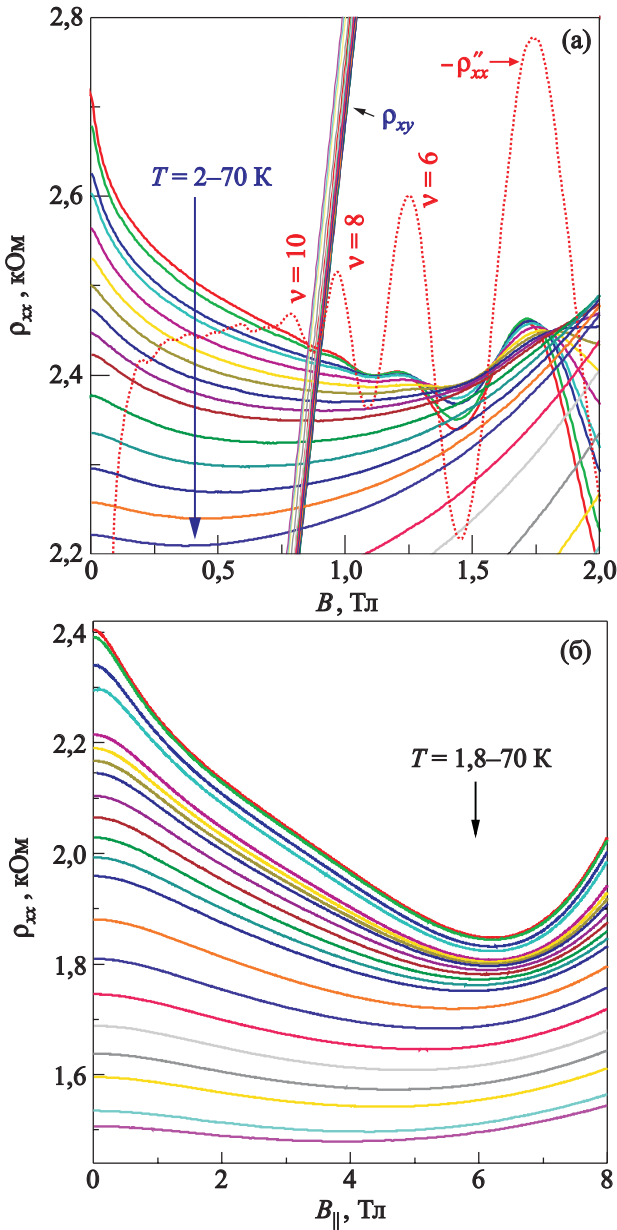 2,8
(а)
–ρ″xx
ρxy
ν = 6
T = 2–70 К
ν = 10
ν = 8
2,6
ρxx , кОм
2,4
2,2
0
0,5
1,0
1,5
2,0
B, Тл
2,4
(б)
2,2
T = 1,8–70 К
2,0
ρxx , кОм
1,8
1,6
0
2
4
6
8
B||, Тл